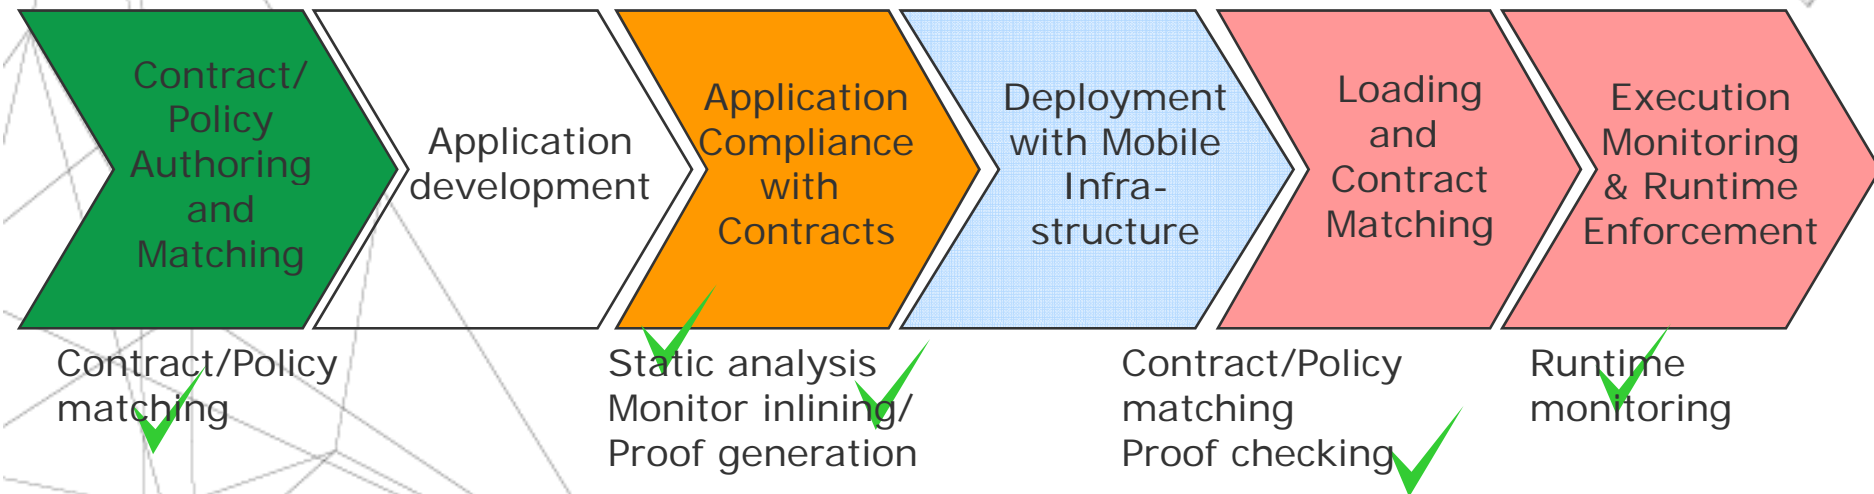 Contract/
Policy
Authoring
and
Matching
Application
development
Application
Compliance
with
Contracts
Deployment
with Mobile
Infra-
structure
Loading
and
Contract
Matching
Execution
Monitoring
& Runtime
Enforcement
Contract/Policy
matching
Static analysis
Monitor inlining/
Proof generation
Contract/Policy
matching
Proof checking
Runtime
monitoring